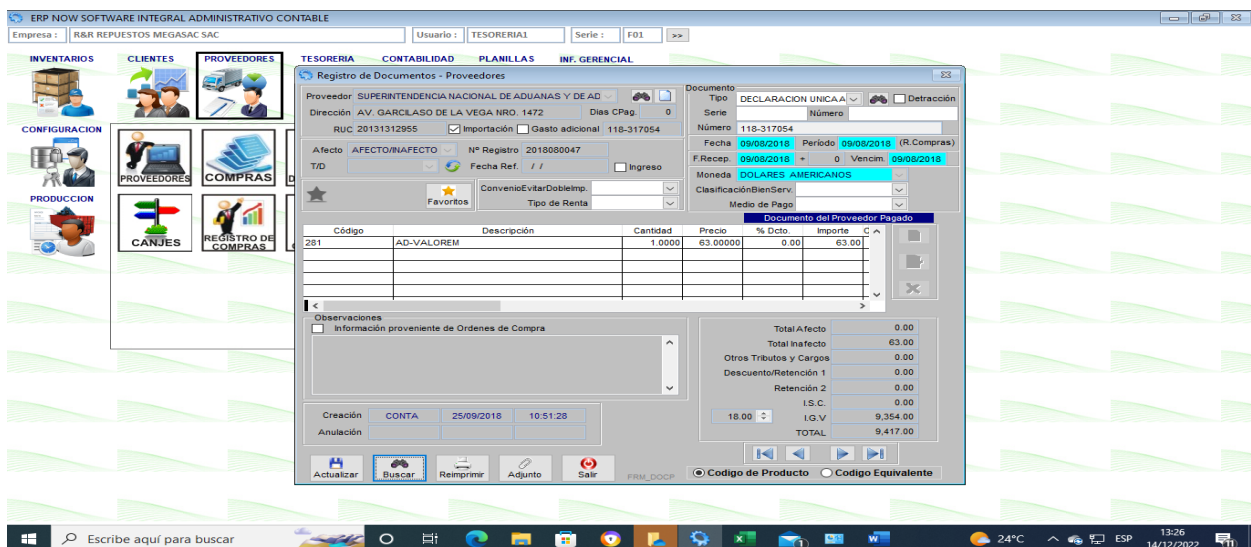 ERP NOW SOFTWARE INTEGRAL ADMINISTRATIVO CONTABLE
Empresa : R&R REPUESTOS MEGASAC SAC Usuario : TESORERIA1 Serie : F01 >>
INVENTARIOS CLIENTES PROVEEDORES TESORERIA CONTABILIDAD PLANILLAS INF. GERENCIAL
CONFIGURACION
PRODUCCION
PROVEEDORES COMPRAS
CANJES REGISTRO DE COMPRAS
Registro de Documentos - Proveedores
Proveedor SUPERINTENDENCIA NACIONAL DE ADUANAS Y DE AD
Dirección AV. GARCILASO DE LA VEGA NRO. 1472 Dias CPag. 0
RUC 20131312955 Importación Gasto adicional 118-317054
Afecto AFECTO/INAFECTO Nº Registro 2018080047
T/D Fecha Ref. / / Ingreso
Favoritos
ConvenioEvitarDobleImp.
Tipo de Renta
Documento
Tipo DECLARACION UNICA A Detracción
Serie Número
Número 118-317054
Fecha 09/08/2018 Período 09/08/2018 (R.Compras)
F.Recep. 09/08/2018 + 0 Vencim. 09/08/2018
Moneda DOLARES AMERICANOS
ClasificaciónBienServ.
Medio de Pago
Documento del Proveedor Pagado
Código Descripción Cantidad Precio % Dcto. Importe C
281 AD-VALOREM 1.0000 63.00000 0.00 63.00
Observaciones
Información proveniente de Ordenes de Compra
Total Afecto 0.00
Total Inafecto 63.00
Otros Tributos y Cargos 0.00
Descuento/Retención 1 0.00
Retención 2 0.00
I.S.C. 0.00
18.00 I.G.V 9,354.00
TOTAL 9,417.00
Creación CONTA 25/09/2018 10:51:28
Anulación
Actualizar Buscar Reimprimir Adjunto Salir FRM_DOCP
Codigo de Producto Codigo Equivalente
Escribe aquí para buscar
24°C ESP 13:26
14/12/2022